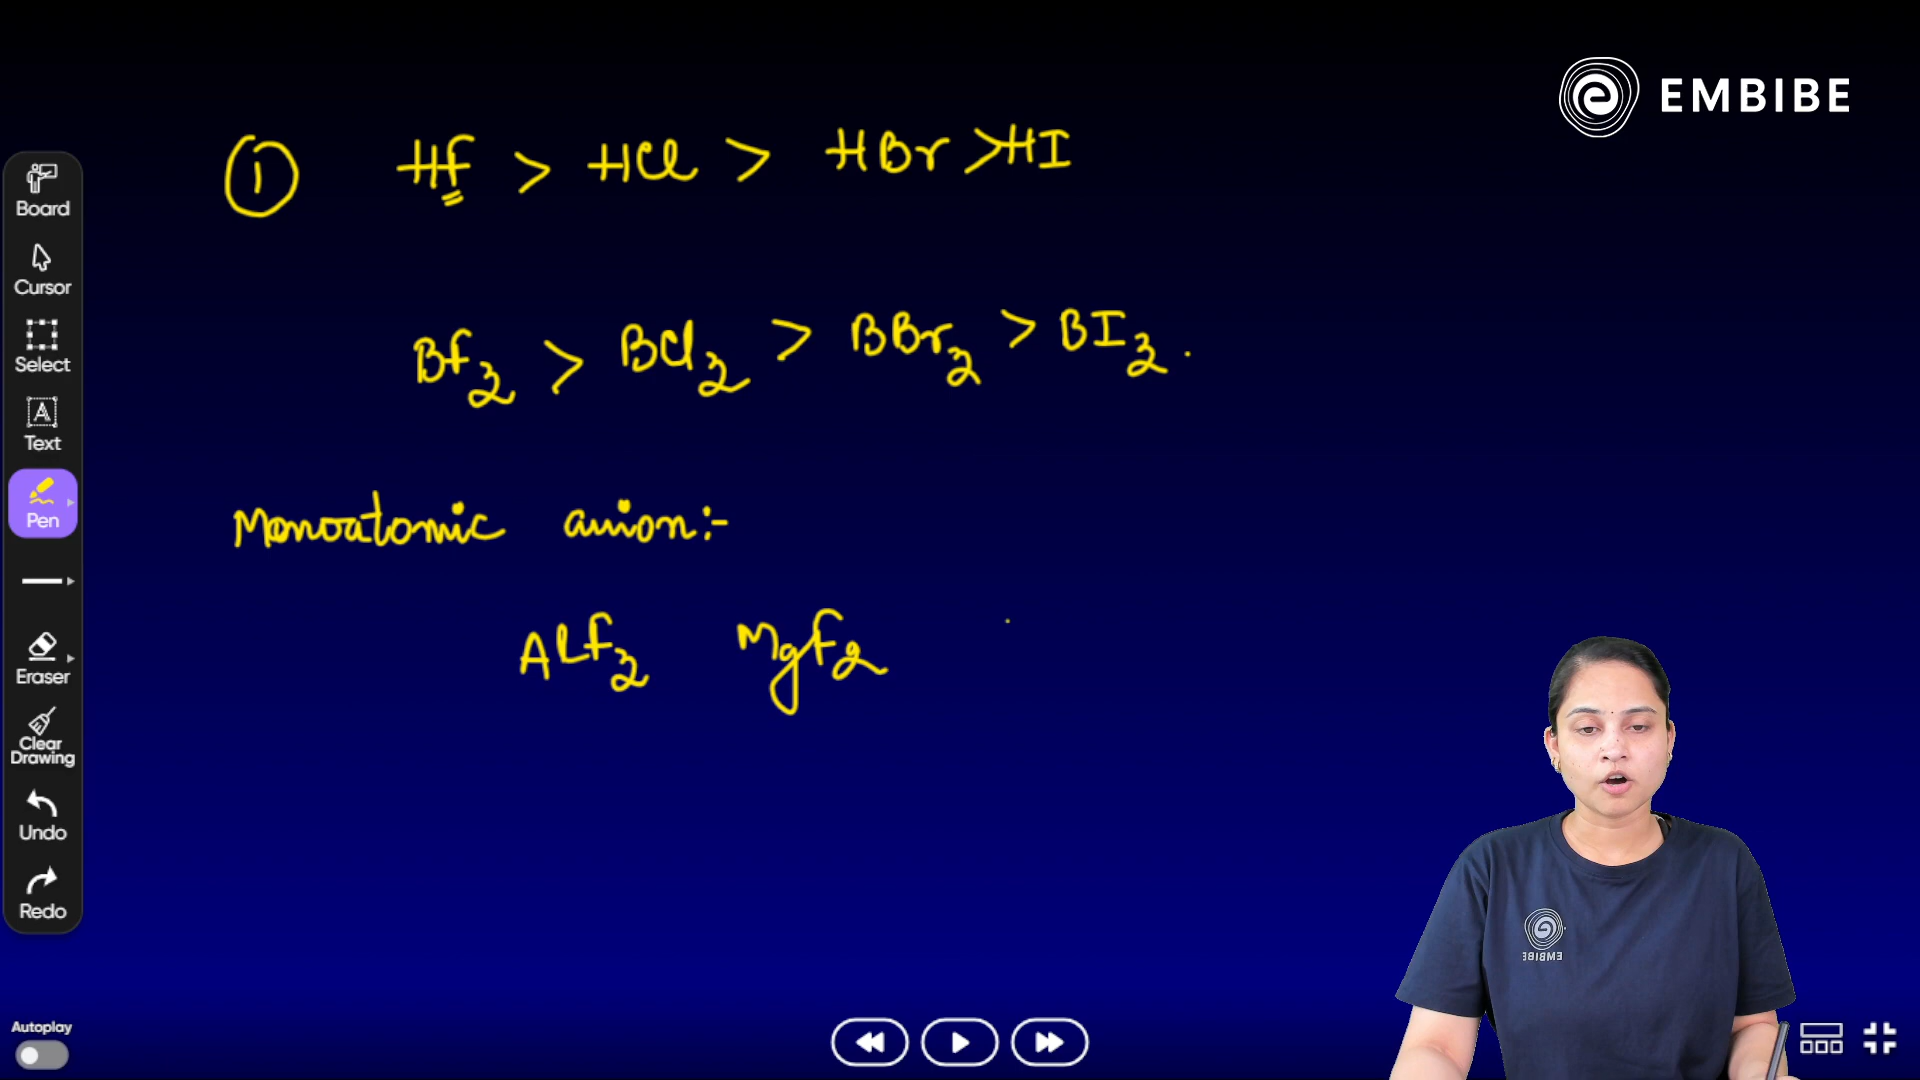 EMBIBE
① Hf > HCl > HBr > HI
Bf₃ > BCl₃ > BBr₃ > BI₃.
Monoatomic anion:-
Alf₃ Mgf₂
Board
Cursor
Select
Text
Pen
Eraser
Clear
Drawing
Undo
Redo
Autoplay
EMBIBE